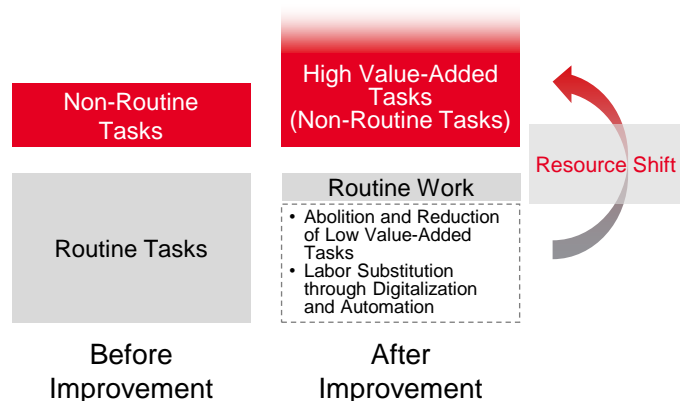 Non-Routine
Tasks
Routine Tasks
Before
Improvement
High Value-Added
Tasks
(Non-Routine Tasks)
Routine Work
• Abolition and Reduction
of Low Value-Added
Tasks
• Labor Substitution
through Digitalization
and Automation
After
Improvement
Resource Shift